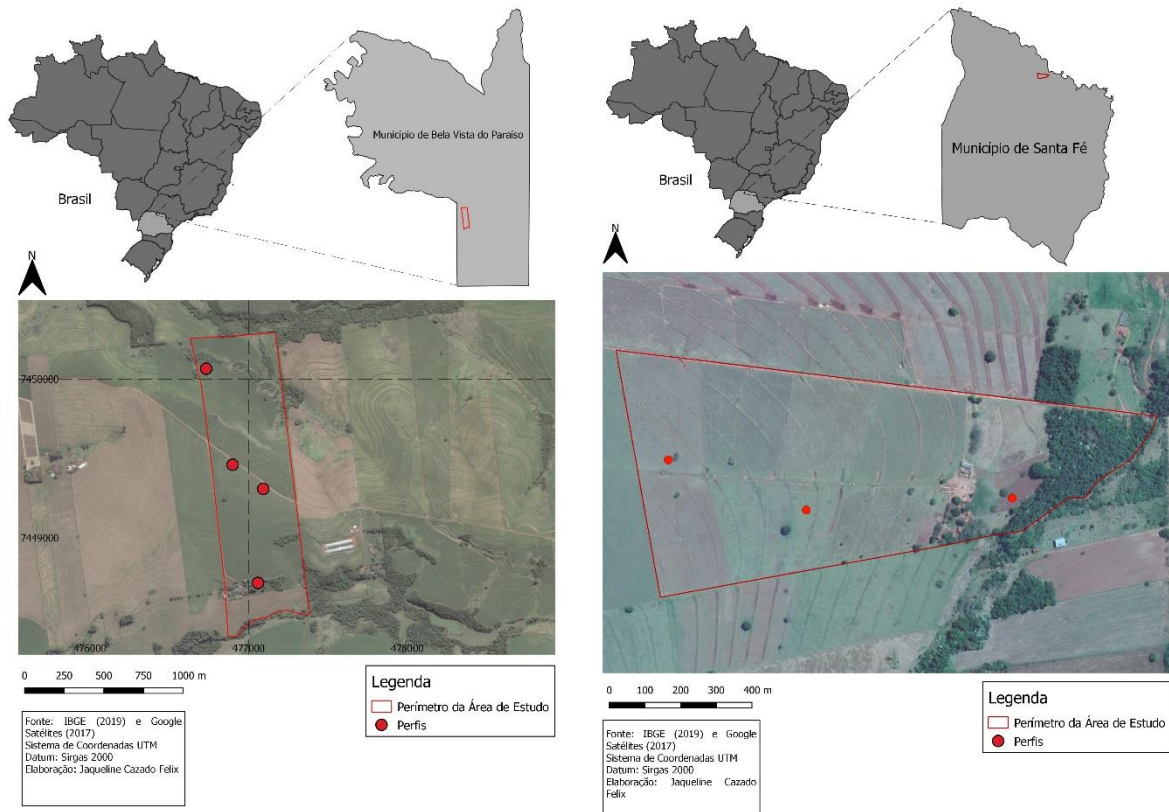 Município de Bela Vista do Paraíso
Brasil
N
7450000
7449000
476000
477000
478000
0 250 500 750 1000 m
Legenda
Perímetro da Área de Estudo
Perfis
Fonte: IBGE (2019) e Google
Satélites (2017)
Sistema de Coordenadas UTM
Datum: Sirgas 2000
Elaboração: Jaqueline Cazado Felix
Município de Santa Fé
Brasil
N
0 100 200 300 400 m
Legenda
Perímetro da Área de Estudo
Perfis
Fonte: IBGE (2019) e Google
Satélites (2017)
Sistema de Coordenadas UTM
Datum: Sirgas 2000
Elaboração: Jaqueline Cazado
Felix